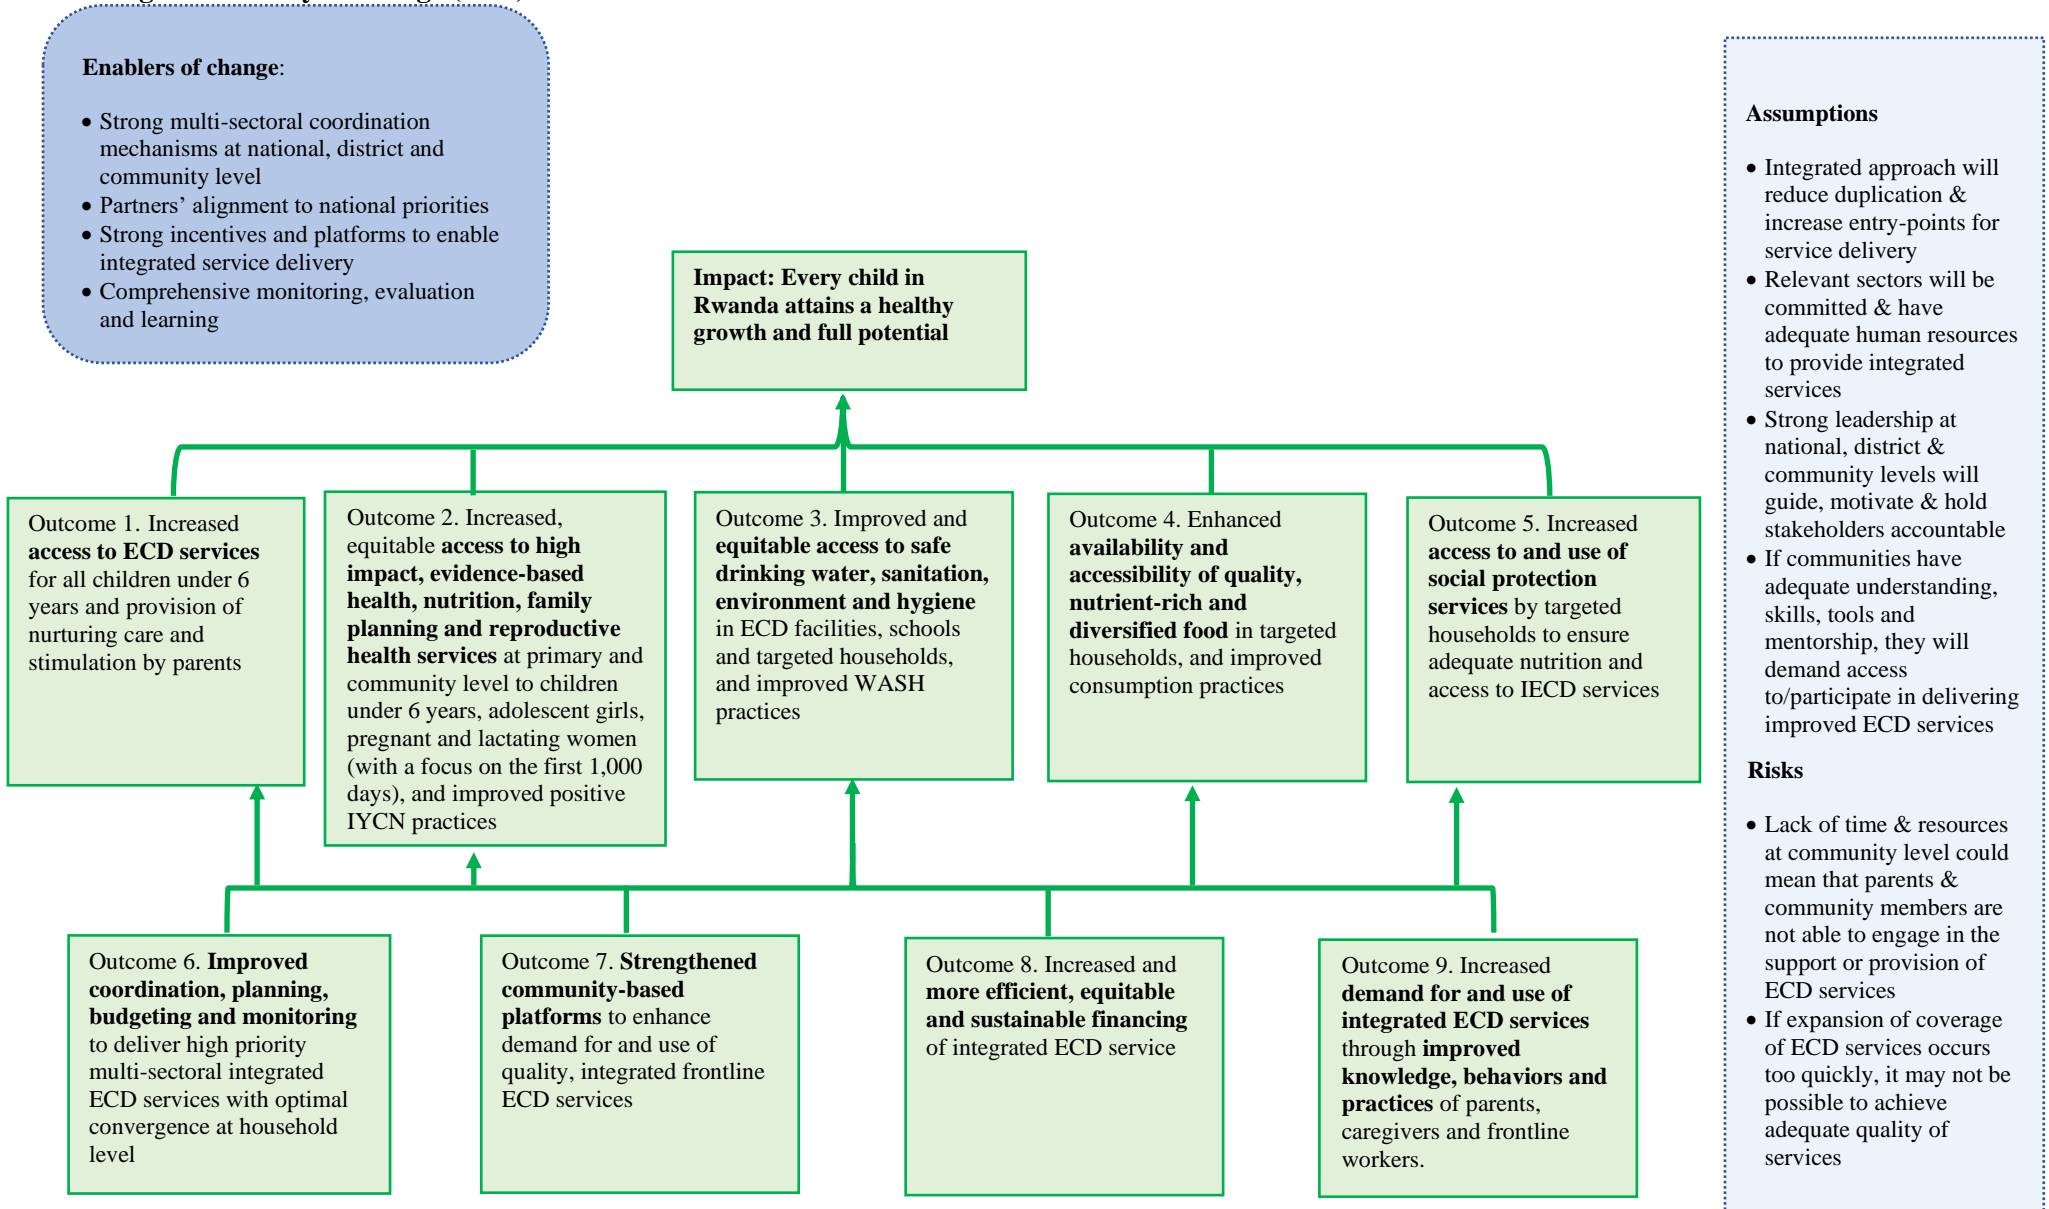 Enablers of change:
• Strong multi-sectoral coordination
mechanisms at national, district and
community level
• Partners’ alignment to national priorities
• Strong incentives and platforms to enable
integrated service delivery
• Comprehensive monitoring, evaluation
and learning
Impact: Every child in
Rwanda attains a healthy
growth and full potential
Outcome 1. Increased
access to ECD services
for all children under 6
years and provision of
nurturing care and
stimulation by parents
Outcome 2. Increased,
equitable access to high
impact, evidence-based
health, nutrition, family
planning and reproductive
health services at primary and
community level to children
under 6 years, adolescent girls,
pregnant and lactating women
(with a focus on the first 1,000
days), and improved positive
IYCN practices
Outcome 3. Improved and
equitable access to safe
drinking water, sanitation,
environment and hygiene
in ECD facilities, schools
and targeted households,
and improved WASH
practices
Outcome 4. Enhanced
availability and
accessibility of quality,
nutrient-rich and
diversified food in targeted
households, and improved
consumption practices
Outcome 5. Increased
access to and use of
social protection
services by targeted
households to ensure
adequate nutrition and
access to IECD services
Outcome 6. Improved
coordination, planning,
budgeting and monitoring
to deliver high priority
multi-sectoral integrated
ECD services with optimal
convergence at household
level
Outcome 7. Strengthened
community-based
platforms to enhance
demand for and use of
quality, integrated frontline
ECD services
Outcome 8. Increased and
more efficient, equitable
and sustainable financing
of integrated ECD service
Outcome 9. Increased
demand for and use of
integrated ECD services
through improved
knowledge, behaviors and
practices of parents,
caregivers and frontline
workers.
Assumptions
• Integrated approach will
reduce duplication &
increase entry-points for
service delivery
• Relevant sectors will be
committed & have
adequate human resources
to provide integrated
services
• Strong leadership at
national, district &
community levels will
guide, motivate & hold
stakeholders accountable
• If communities have
adequate understanding,
skills, tools and
mentorship, they will
demand access
to/participate in delivering
improved ECD services
Risks
• Lack of time & resources
at community level could
mean that parents &
community members are
not able to engage in the
support or provision of
ECD services
• If expansion of coverage
of ECD services occurs
too quickly, it may not be
possible to achieve
adequate quality of
services